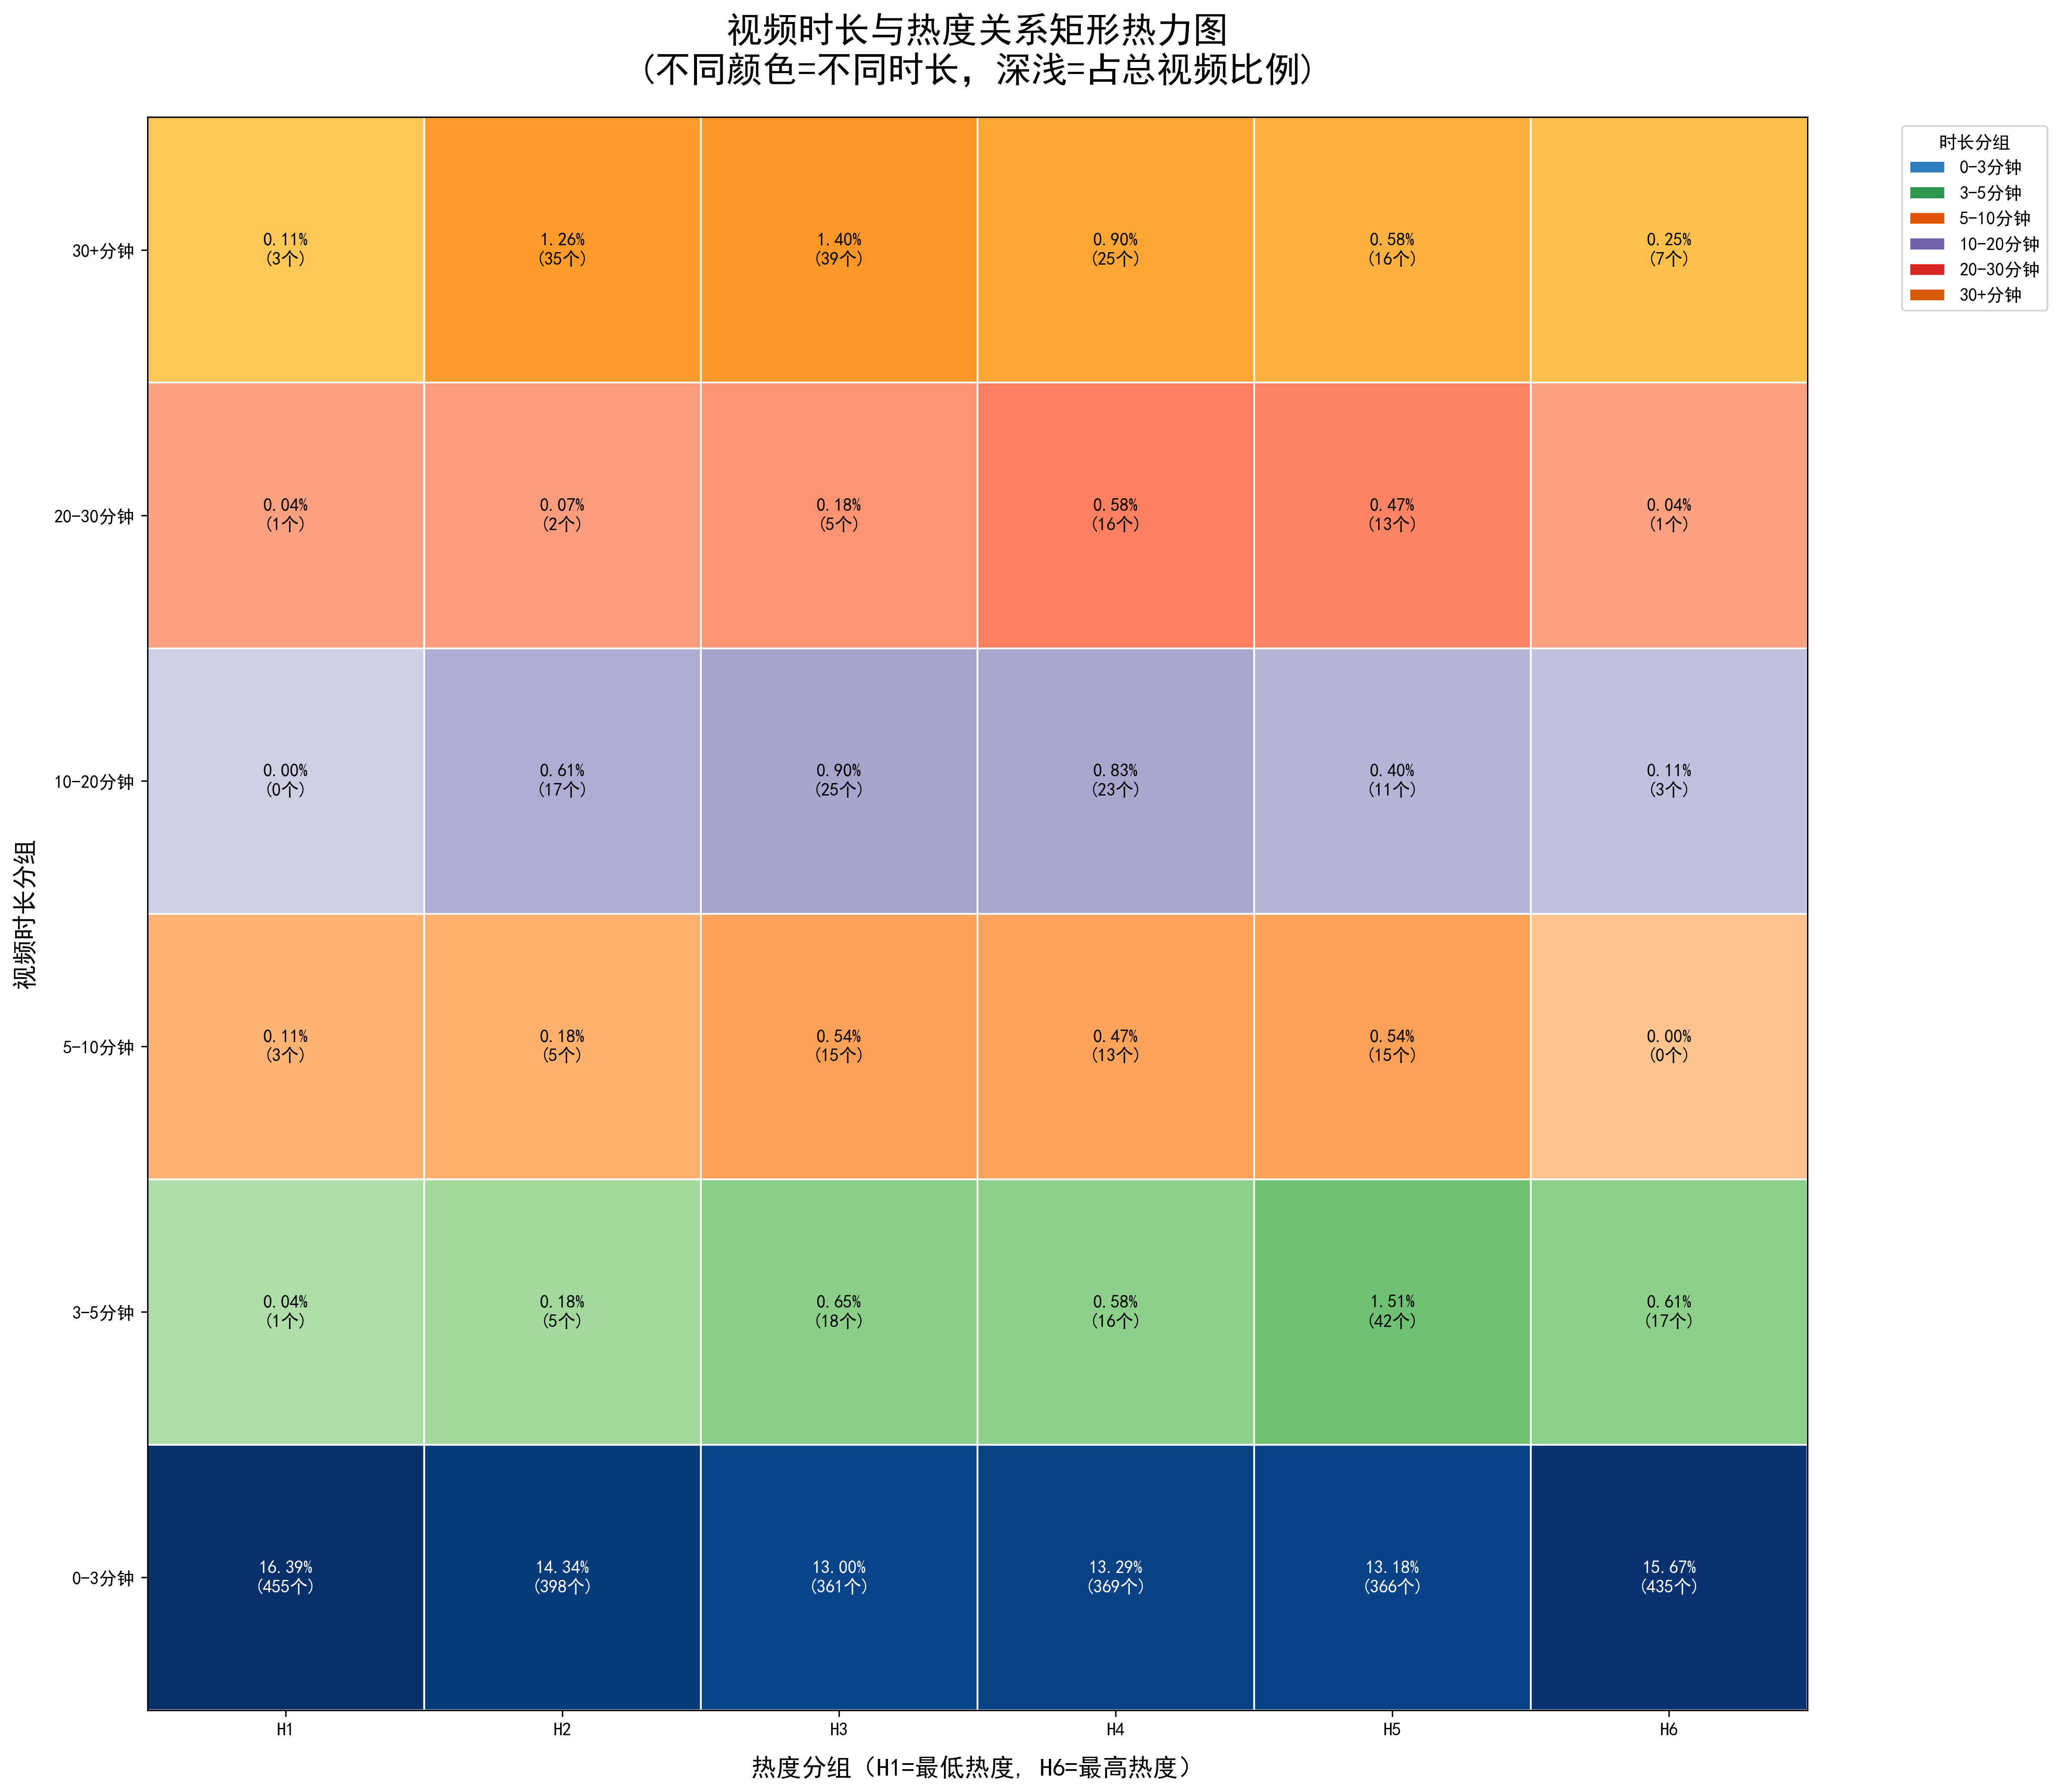 视频时长与热度关系矩形热力图
(不同颜色=不同时长，深浅=占总视频比例)
时长分组
0-3分钟
3-5分钟
5-10分钟
10-20分钟
20-30分钟
30+分钟
视频时长分组
30+分钟
0.11%
(3个)
1.26%
(35个)
1.40%
(39个)
0.90%
(25个)
0.58%
(16个)
0.25%
(7个)
20-30分钟
0.04%
(1个)
0.07%
(2个)
0.18%
(5个)
0.58%
(16个)
0.47%
(13个)
0.04%
(1个)
10-20分钟
0.00%
(0个)
0.61%
(17个)
0.90%
(25个)
0.83%
(23个)
0.40%
(11个)
0.11%
(3个)
5-10分钟
0.11%
(3个)
0.18%
(5个)
0.54%
(15个)
0.47%
(13个)
0.54%
(15个)
0.00%
(0个)
3-5分钟
0.04%
(1个)
0.18%
(5个)
0.65%
(18个)
0.58%
(16个)
1.51%
(42个)
0.61%
(17个)
0-3分钟
16.39%
(455个)
14.34%
(398个)
13.00%
(361个)
13.29%
(369个)
13.18%
(366个)
15.67%
(435个)
H1
H2
H3
H4
H5
H6
热度分组（H1=最低热度, H6=最高热度）